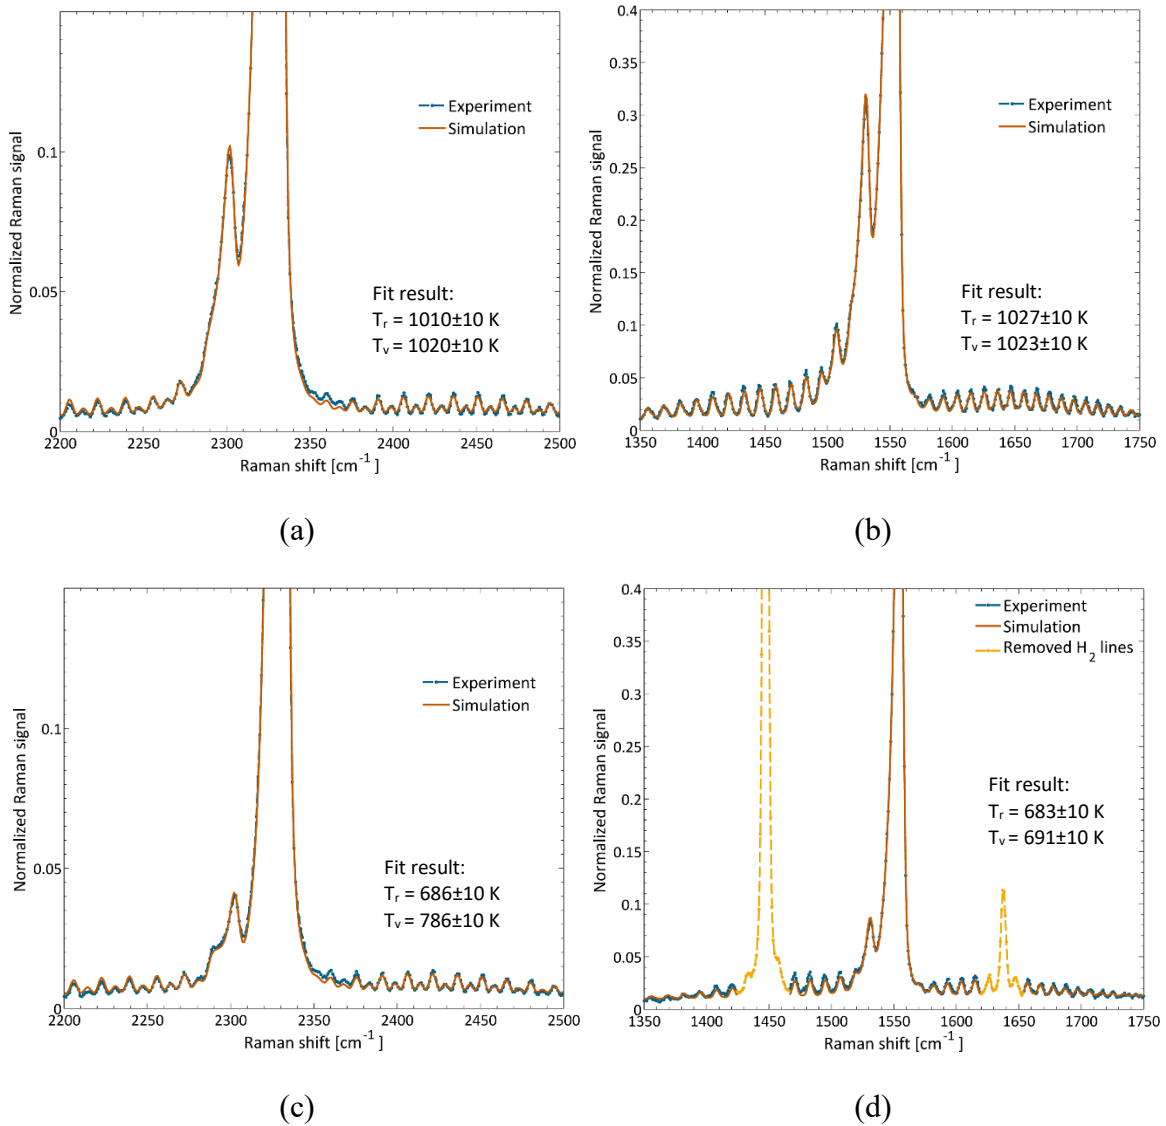 Normalized Raman signal
0.1
0.05
0
2200
2250
2300
2350
2400
2450
2500
Raman shift [cm-1 ]
Experiment
Simulation
Fit result:
Tr = 1010±10 K
Tv = 1020±10 K
(a)
Normalized Raman signal
0.4
0.35
0.3
0.25
0.2
0.15
0.1
0.05
0
1350
1400
1450
1500
1550
1600
1650
1700
1750
Raman shift [cm-1 ]
Experiment
Simulation
Fit result:
Tr = 1027±10 K
Tv = 1023±10 K
(b)
Normalized Raman signal
0.1
0.05
0
2200
2250
2300
2350
2400
2450
2500
Raman shift [cm-1 ]
Experiment
Simulation
Fit result:
Tr = 686±10 K
Tv = 786±10 K
(c)
Normalized Raman signal
0.4
0.35
0.3
0.25
0.2
0.15
0.1
0.05
0
1350
1400
1450
1500
1550
1600
1650
1700
1750
Raman shift [cm-1 ]
Experiment
Simulation
Removed H2 lines
Fit result:
Tr = 683±10 K
Tv = 691±10 K
(d)